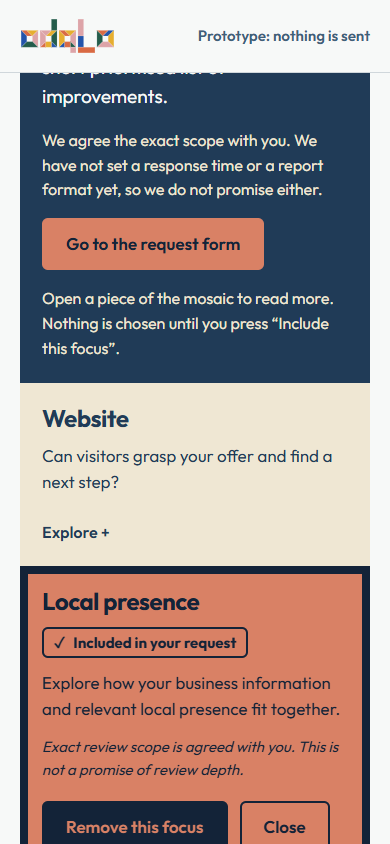 adqla
Prototype: nothing is sent
short prioritised list of
improvements.
We agree the exact scope with you. We
have not set a response time or a report
format yet, so we do not promise either.
Go to the request form
Open a piece of the mosaic to read more.
Nothing is chosen until you press “Include
this focus”.
Website
Can visitors grasp your offer and find a
next step?
Explore +
Local presence
✓ Included in your request
Explore how your business information
and relevant local presence fit together.
Exact review scope is agreed with you. This is
not a promise of review depth.
Remove this focus
Close